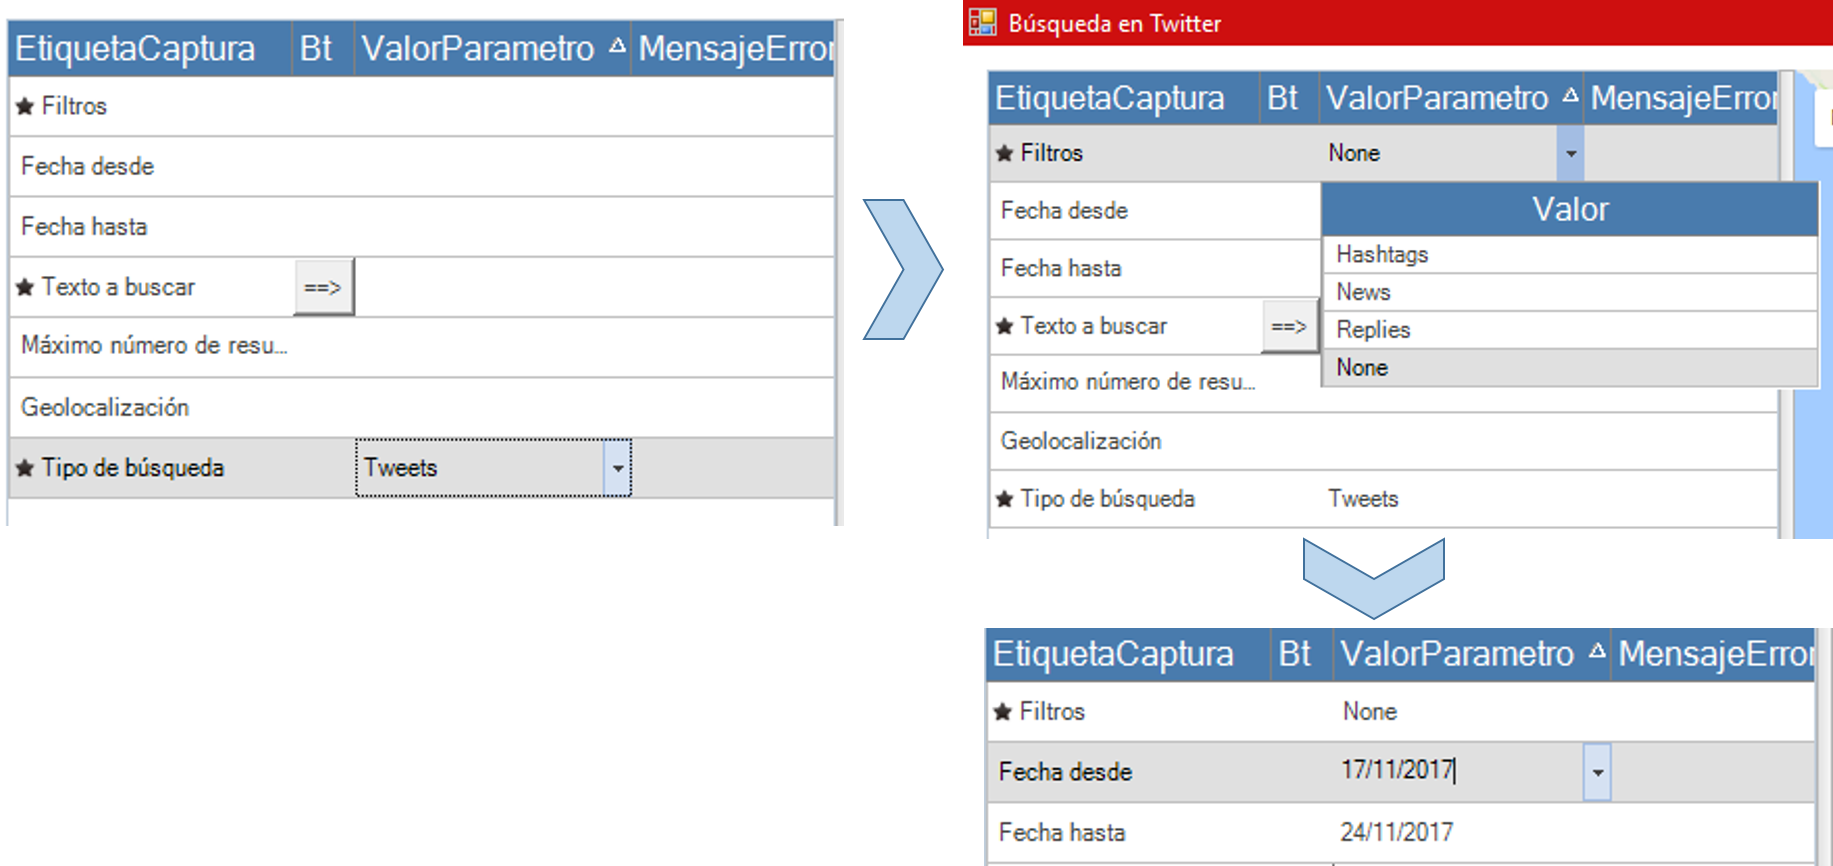 EtiquetaCaptura Bt ValorParametro MensajeError
★ Filtros
Fecha desde
Fecha hasta
★ Texto a buscar ==>
Máximo número de resu...
Geolocalización
★ Tipo de búsqueda Tweets
Búsqueda en Twitter
EtiquetaCaptura Bt ValorParametro MensajeError
★ Filtros None
Fecha desde
Valor
Fecha hasta
Hashtags
News
★ Texto a buscar ==>
Replies
None
Máximo número de resu...
Geolocalización
★ Tipo de búsqueda Tweets
EtiquetaCaptura Bt ValorParametro MensajeError
★ Filtros None
Fecha desde 17/11/2017
Fecha hasta 24/11/2017